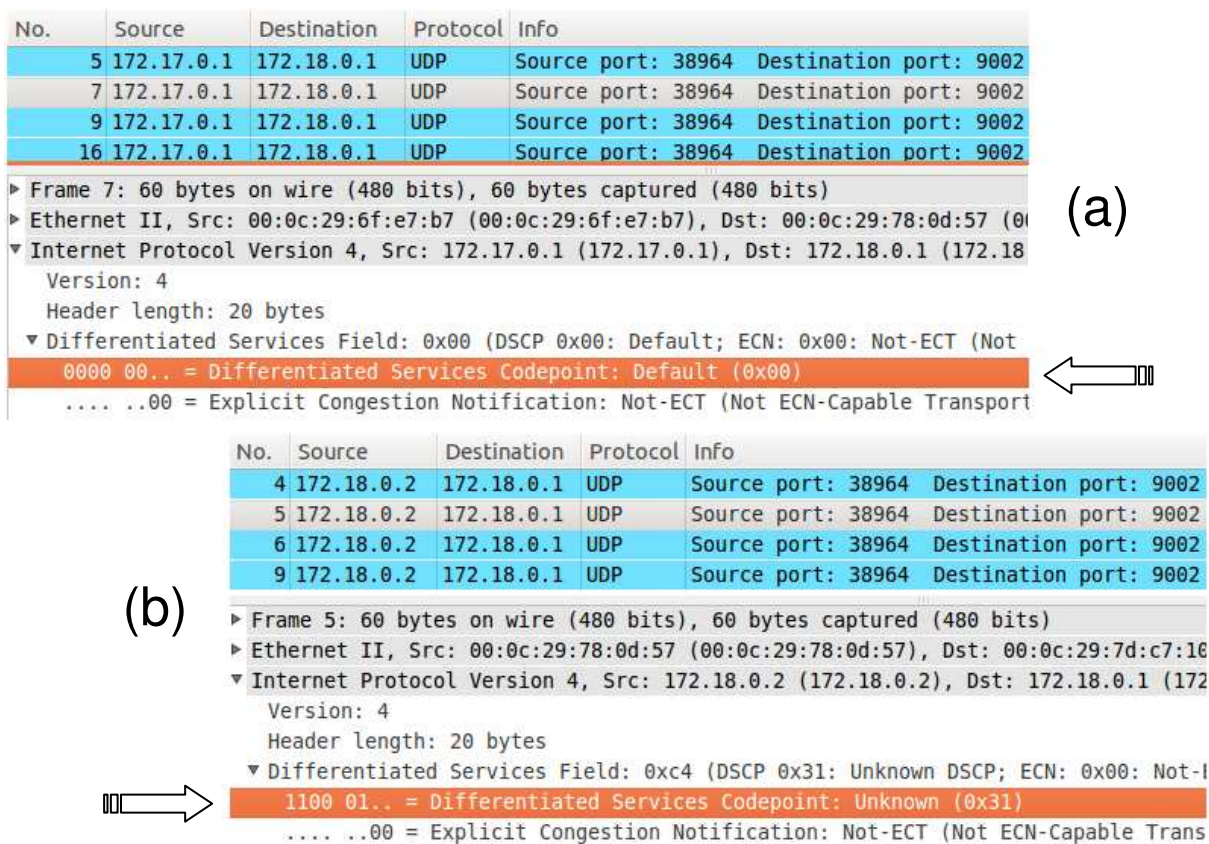 No. Source Destination Protocol Info
5 172.17.0.1 172.18.0.1 UDP Source port: 38964 Destination port: 9002
7 172.17.0.1 172.18.0.1 UDP Source port: 38964 Destination port: 9002
9 172.17.0.1 172.18.0.1 UDP Source port: 38964 Destination port: 9002
16 172.17.0.1 172.18.0.1 UDP Source port: 38964 Destination port: 9002
Frame 7: 60 bytes on wire (480 bits), 60 bytes captured (480 bits)
Ethernet II, Src: 00:0c:29:6f:e7:b7 (00:0c:29:6f:e7:b7), Dst: 00:0c:29:78:0d:57 (00
Internet Protocol Version 4, Src: 172.17.0.1 (172.17.0.1), Dst: 172.18.0.1 (172.18
Version: 4
Header length: 20 bytes
Differentiated Services Field: 0x00 (DSCP 0x00: Default; ECN: 0x00: Not-ECT (Not
0000 00.. = Differentiated Services Codepoint: Default (0x00)
.... ..00 = Explicit Congestion Notification: Not-ECT (Not ECN-Capable Transport
(a)
No. Source Destination Protocol Info
4 172.18.0.2 172.18.0.1 UDP Source port: 38964 Destination port: 9002
5 172.18.0.2 172.18.0.1 UDP Source port: 38964 Destination port: 9002
6 172.18.0.2 172.18.0.1 UDP Source port: 38964 Destination port: 9002
9 172.18.0.2 172.18.0.1 UDP Source port: 38964 Destination port: 9002
(b)
Frame 5: 60 bytes on wire (480 bits), 60 bytes captured (480 bits)
Ethernet II, Src: 00:0c:29:78:0d:57 (00:0c:29:78:0d:57), Dst: 00:0c:29:7d:c7:10
Internet Protocol Version 4, Src: 172.18.0.2 (172.18.0.2), Dst: 172.18.0.1 (172
Version: 4
Header length: 20 bytes
Differentiated Services Field: 0xc4 (DSCP 0x31: Unknown DSCP; ECN: 0x00: Not-E
1100 01.. = Differentiated Services Codepoint: Unknown (0x31)
.... ..00 = Explicit Congestion Notification: Not-ECT (Not ECN-Capable Trans